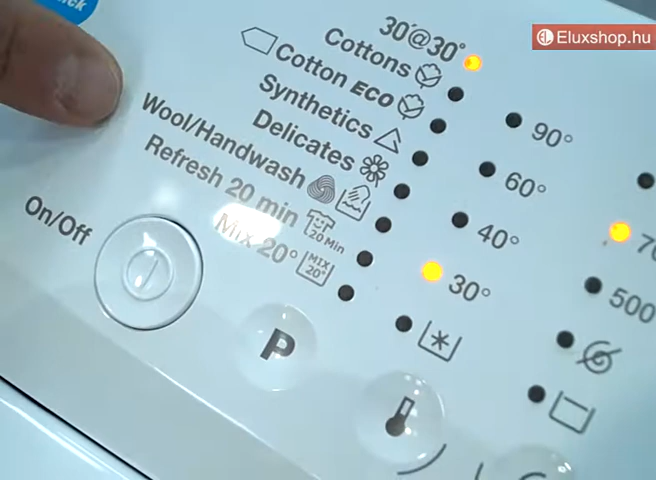 Eluxshop.hu
30'@30°
Cottons
Cotton ECO
Synthetics
Delicates
Wool/Handwash
Refresh 20 min
20 Min
Mix 20°
MIX
20°
90°
60°
40°
30°
500
On/Off
P